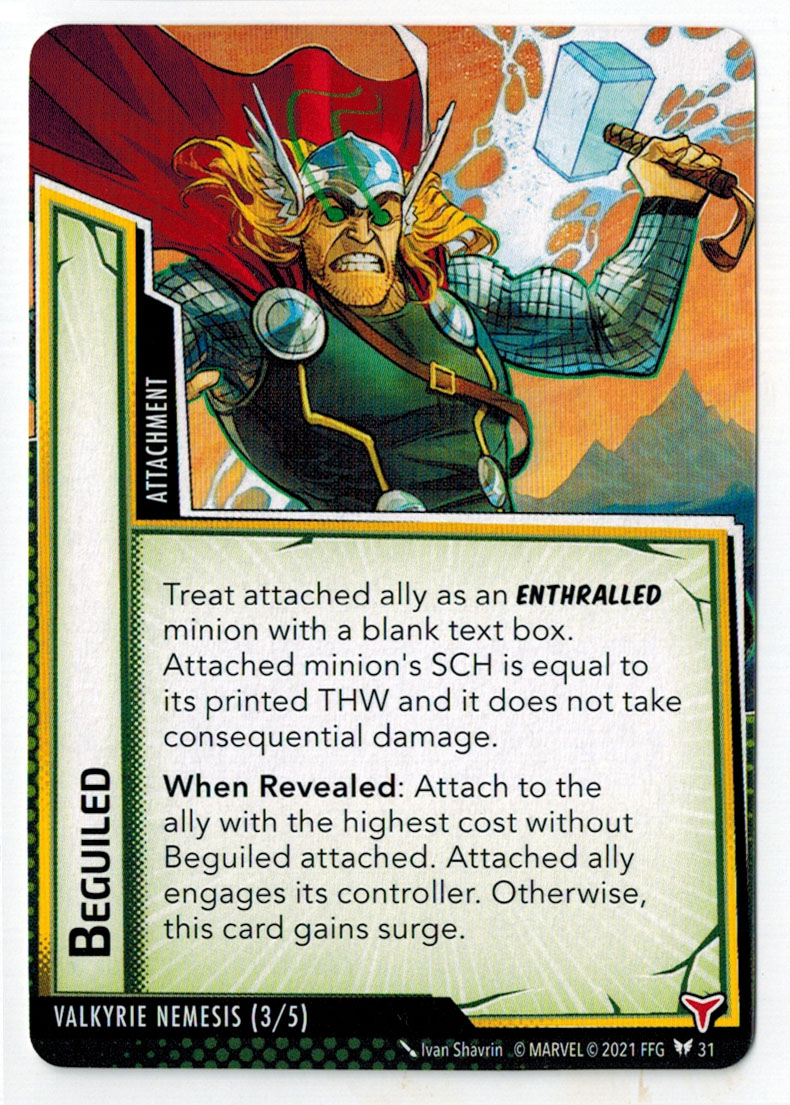 ATTACHMENT
BEGUILED
Treat attached ally as an ENTHRALLED
minion with a blank text box.
Attached minion's SCH is equal to
its printed THW and it does not take
consequential damage.
When Revealed: Attach to the
ally with the highest cost without
Beguiled attached. Attached ally
engages its controller. Otherwise,
this card gains surge.
VALKYRIE NEMESIS (3/5)
Ivan Shavrin © MARVEL © 2021 FFG 31